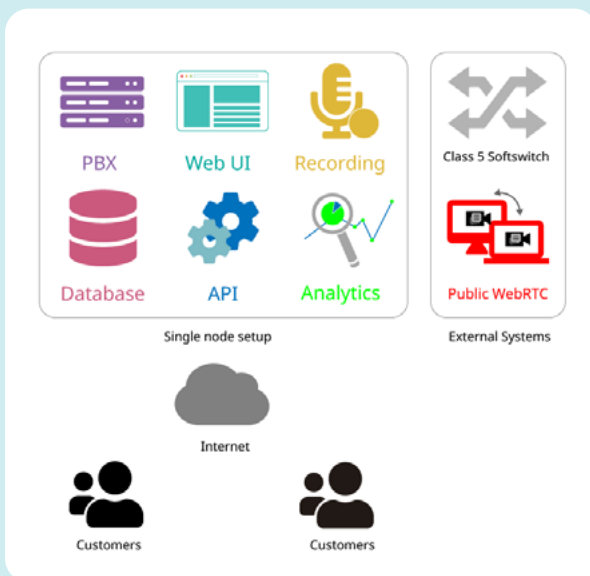 PBX
Web UI
Recording
Database
API
Analytics
Single node setup
Class 5 Softswitch
Public WebRTC
External Systems
Internet
Customers
Customers